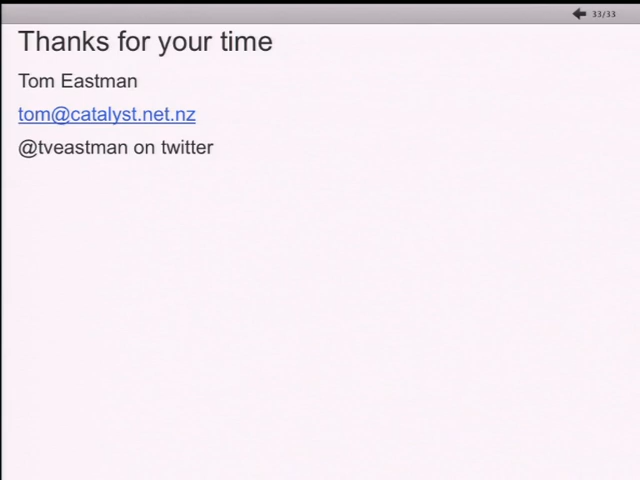 33/33
Thanks for your time
Tom Eastman
tom@catalyst.net.nz
@tveastman on twitter